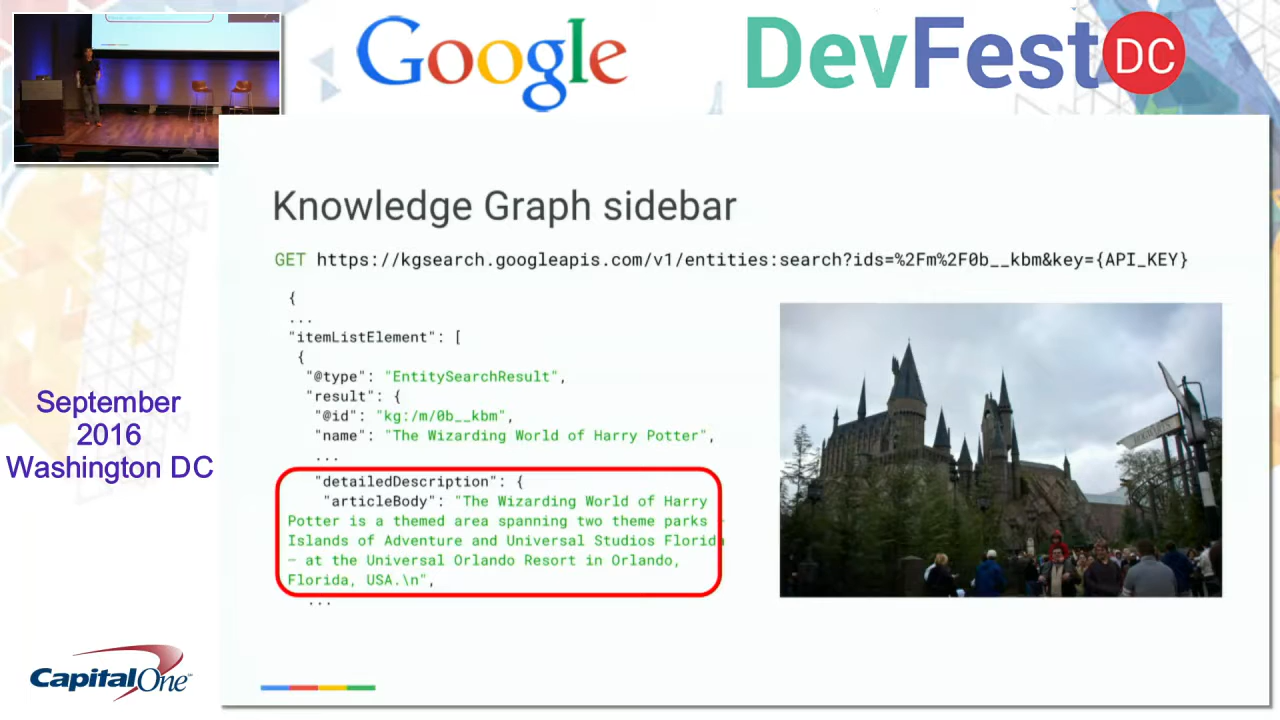 Google
DevFest DC
Knowledge Graph sidebar
GET https://kgsearch.googleapis.com/v1/entities:search?ids=%2Fm%2F0b__kbm&key={API_KEY}
{
...
"itemListElement": [
{
"@type": "EntitySearchResult",
"result": {
"@id": "kg:/m/0b__kbm",
"name": "The Wizarding World of Harry Potter",
...
"detailedDescription": {
"articleBody": "The Wizarding World of Harry
Potter is a themed area spanning two theme parks –
Islands of Adventure and Universal Studios Florida
– at the Universal Orlando Resort in Orlando,
Florida, USA.\n",
...
HOGSMEADE
September
2016
Washington DC
CapitalOne